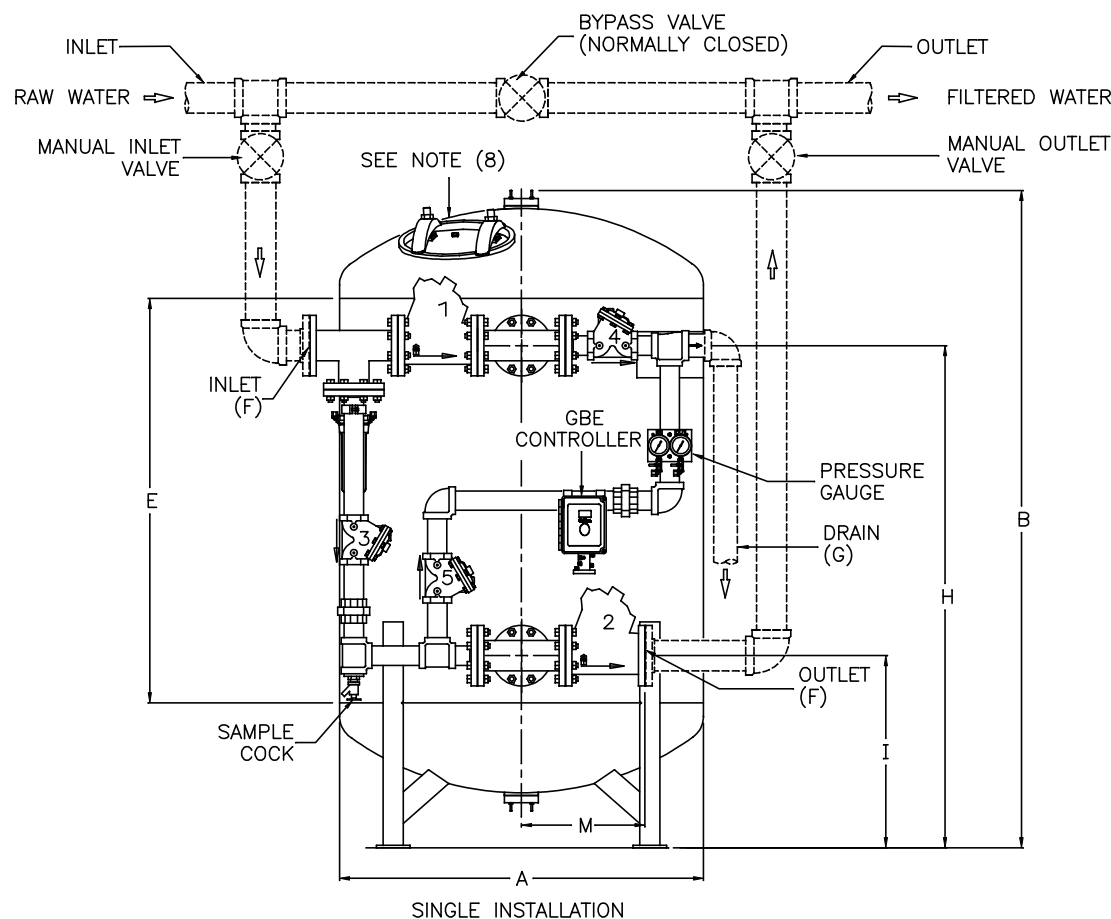 BYPASS VALVE
(NORMALLY CLOSED)
INLET
OUTLET
RAW WATER
FILTERED WATER
MANUAL INLET
VALVE
SEE NOTE (8)
MANUAL OUTLET
VALVE
1
4
INLET
(F)
GBE
CONTROLLER
PRESSURE
GAUGE
E
B
3
DRAIN
(G)
H
5
2
OUTLET
(F)
SAMPLE
COCK
I
M
A
SINGLE INSTALLATION